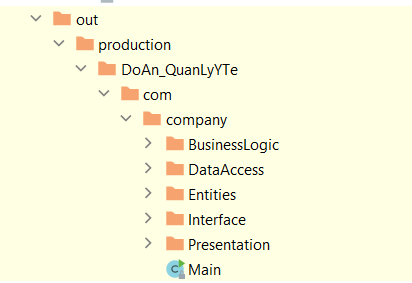 out
production
DoAn_QuanLyYTe
com
company
BusinessLogic
DataAccess
Entities
Interface
Presentation
C Main